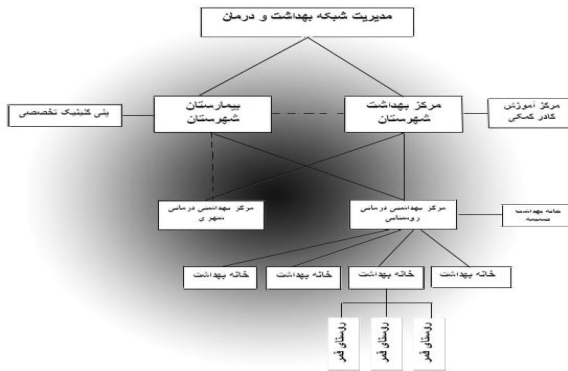 مدیریت شبکه بهداشت و درمان
بیمارستان
شهرستان
مرکز بهداشت
شهرستان
پلی کلینیک تخصصی
مرکز آموزش
کادر کمکی
مرکز بهداشتی درمانی
شهری
مرکز بهداشتی درمانی
روستایی
خانه بهداشت
ضمیمه
خانه بهداشت
خانه بهداشت
خانه بهداشت
خانه بهداشت
روستای قمر
روستای قمر
روستای قمر